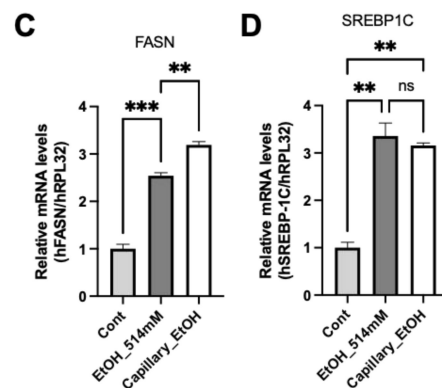 C
FASN
**
***
Relative mRNA levels
(hFASN/hRPL32)
4
3
2
1
0
Cont
EtOH_514mM
Capillary_EtOH
D
SREBP1C
**
**
ns
Relative mRNA levels
(hSREBP-1C/hRPL32)
4
3
2
1
0
Cont
EtOH_514mM
Capillary_EtOH